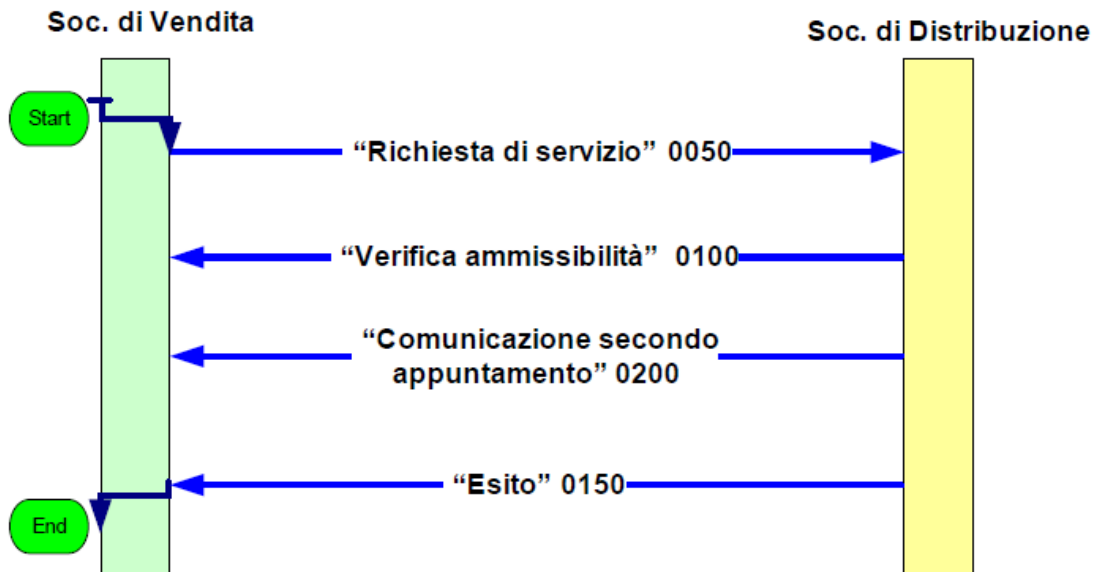 Soc. di Vendita
Soc. di Distribuzione
Start
“Richiesta di servizio” 0050
“Verifica ammissibilità” 0100
“Comunicazione secondo
appuntamento” 0200
“Esito” 0150
End